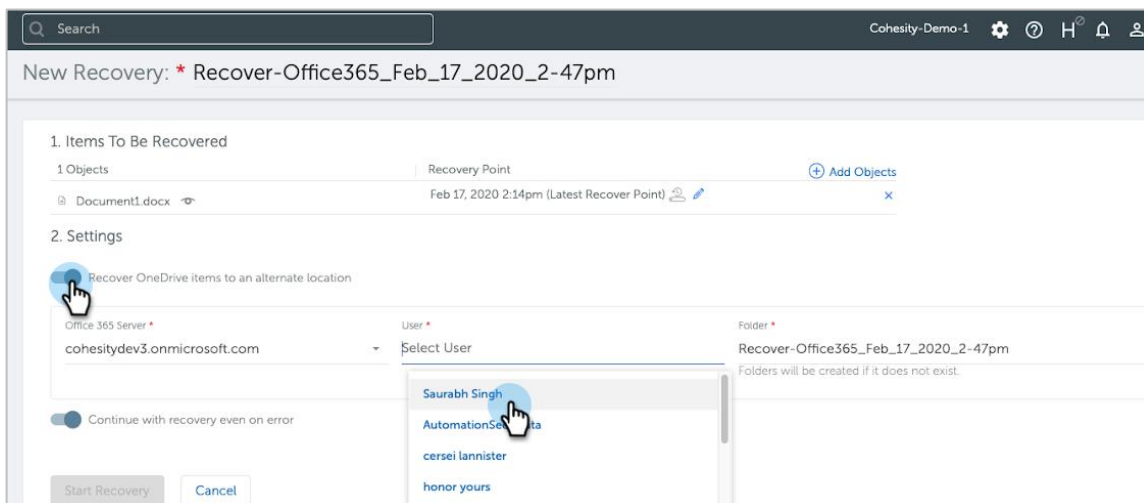 Search
Cohesity-Demo-1
New Recovery: * Recover-Office365_Feb_17_2020_2-47pm
1. Items To Be Recovered
1 Objects
Recovery Point
Add Objects
Document1.docx
Feb 17, 2020 2:14pm (Latest Recover Point)
2. Settings
Recover OneDrive items to an alternate location
Office 365 Server *
User *
Folder *
cohesitydev3.onmicrosoft.com
Select User
Recover-Office365_Feb_17_2020_2-47pm
Folders will be created if it does not exist.
Saurabh Singh
Continue with recovery even on error
cersei lannister
honor yours
Start Recovery
Cancel